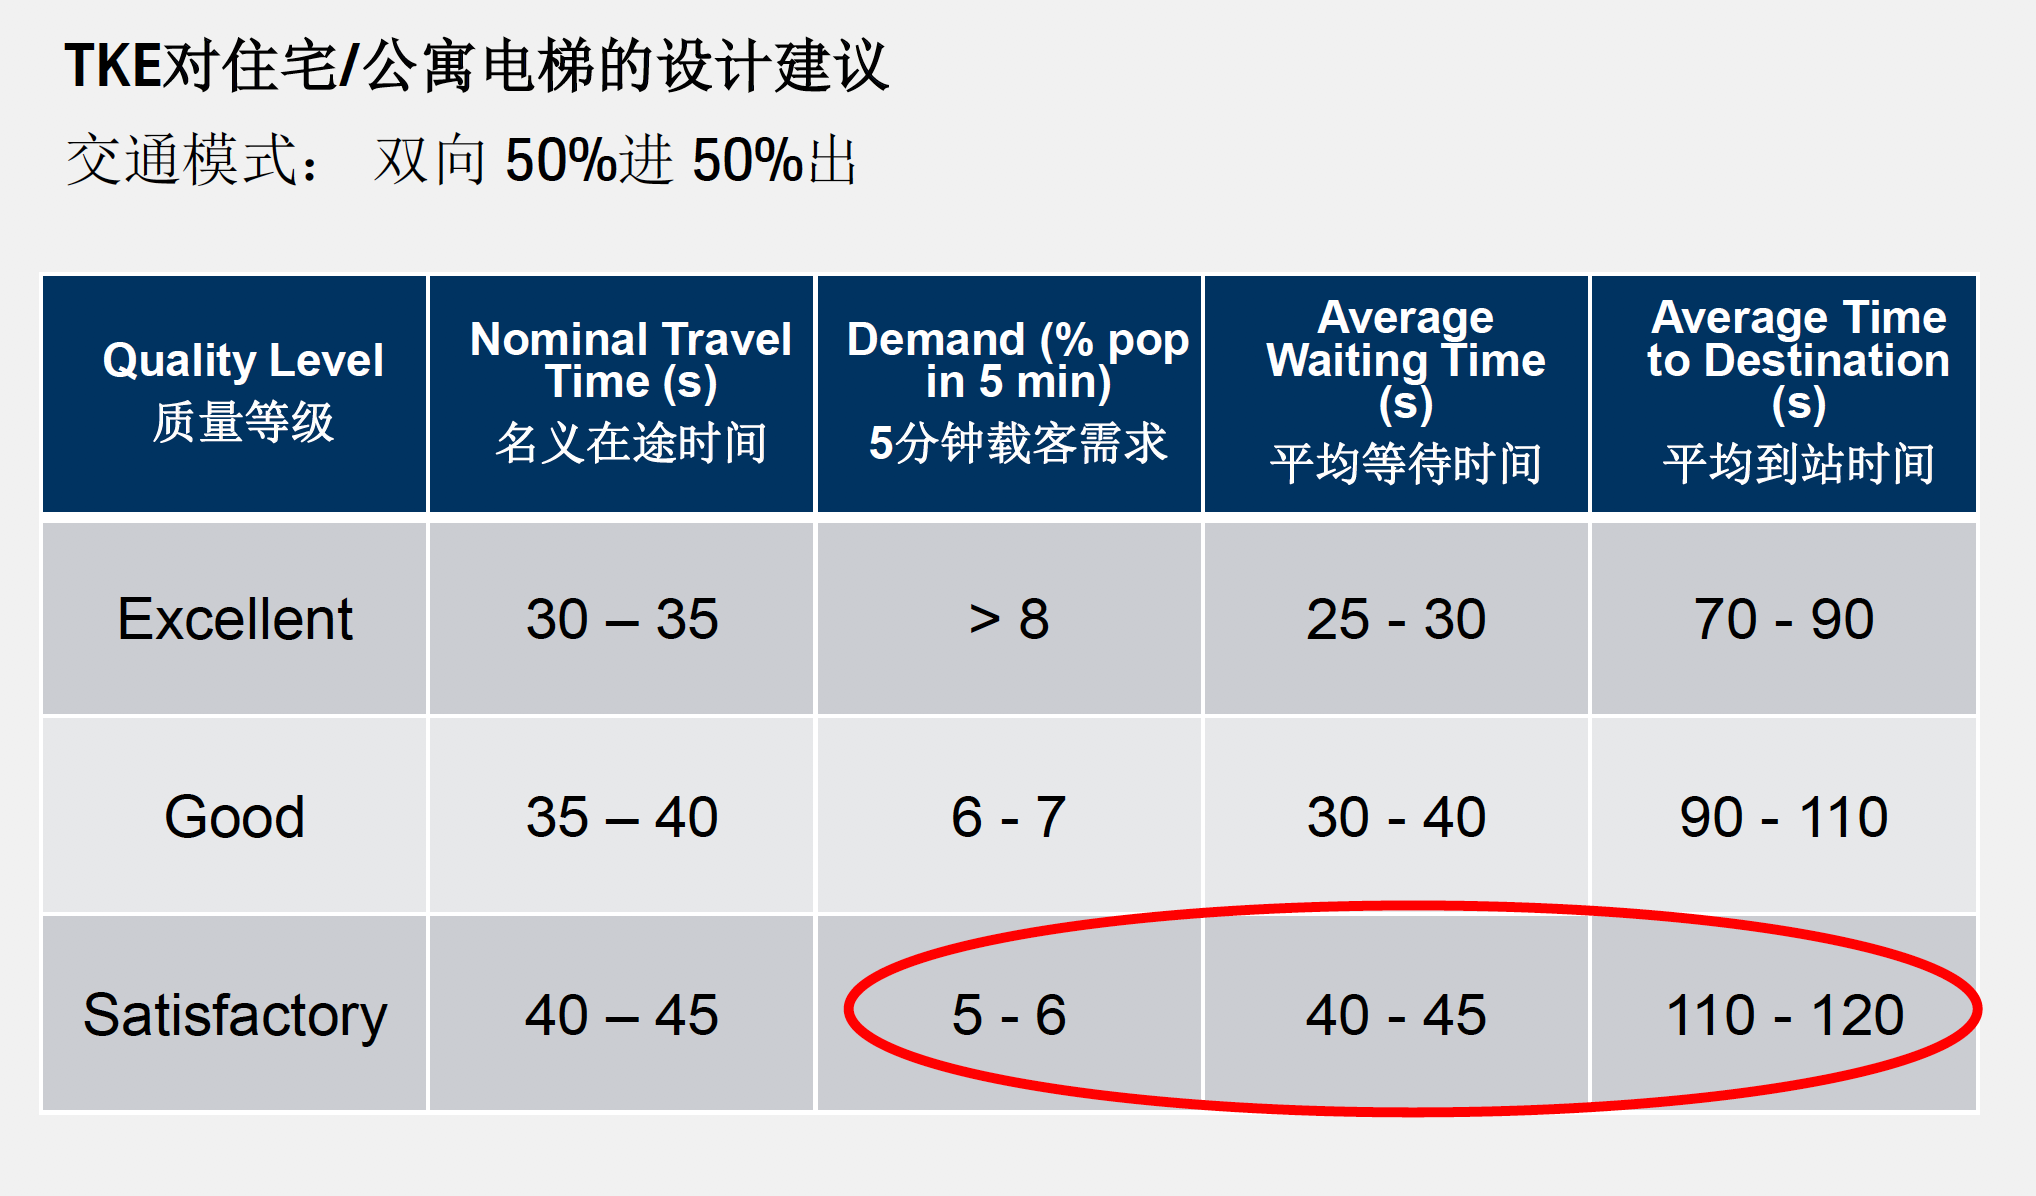 TKE对住宅/公寓电梯的设计建议
交通模式： 双向 50%进 50%出
Quality Level
质量等级
Nominal Travel
Time (s)
名义在途时间
Demand (% pop
in 5 min)
5分钟载客需求
Average
Waiting Time
(s)
平均等待时间
Average Time
to Destination
(s)
平均到站时间
Excellent
30 – 35
> 8
25 - 30
70 - 90
Good
35 – 40
6 - 7
30 - 40
90 - 110
Satisfactory
40 – 45
5 - 6
40 - 45
110 - 120